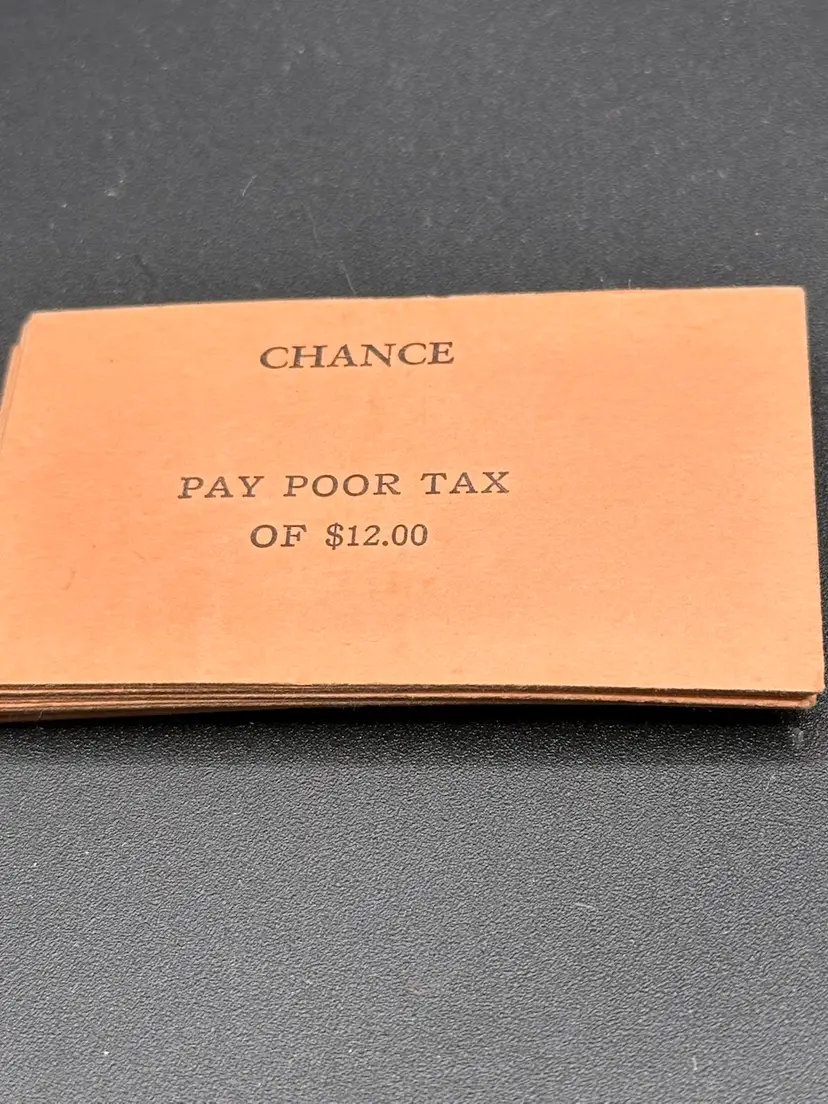 CHANCE
PAY POOR TAX
OF $12.00